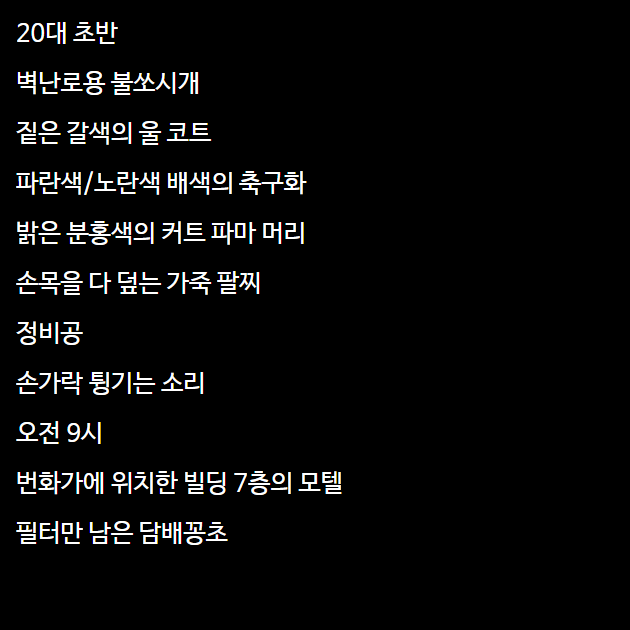 20대 초반
벽난로용 불쏘시개
짙은 갈색의 울 코트
파란색/노란색 배색의 축구화
밝은 분홍색의 커트 파마 머리
손목을 다 덮는 가죽 팔찌
정비공
손가락 튕기는 소리
오전 9시
번화가에 위치한 빌딩 7층의 모텔
필터만 남은 담배꽁초